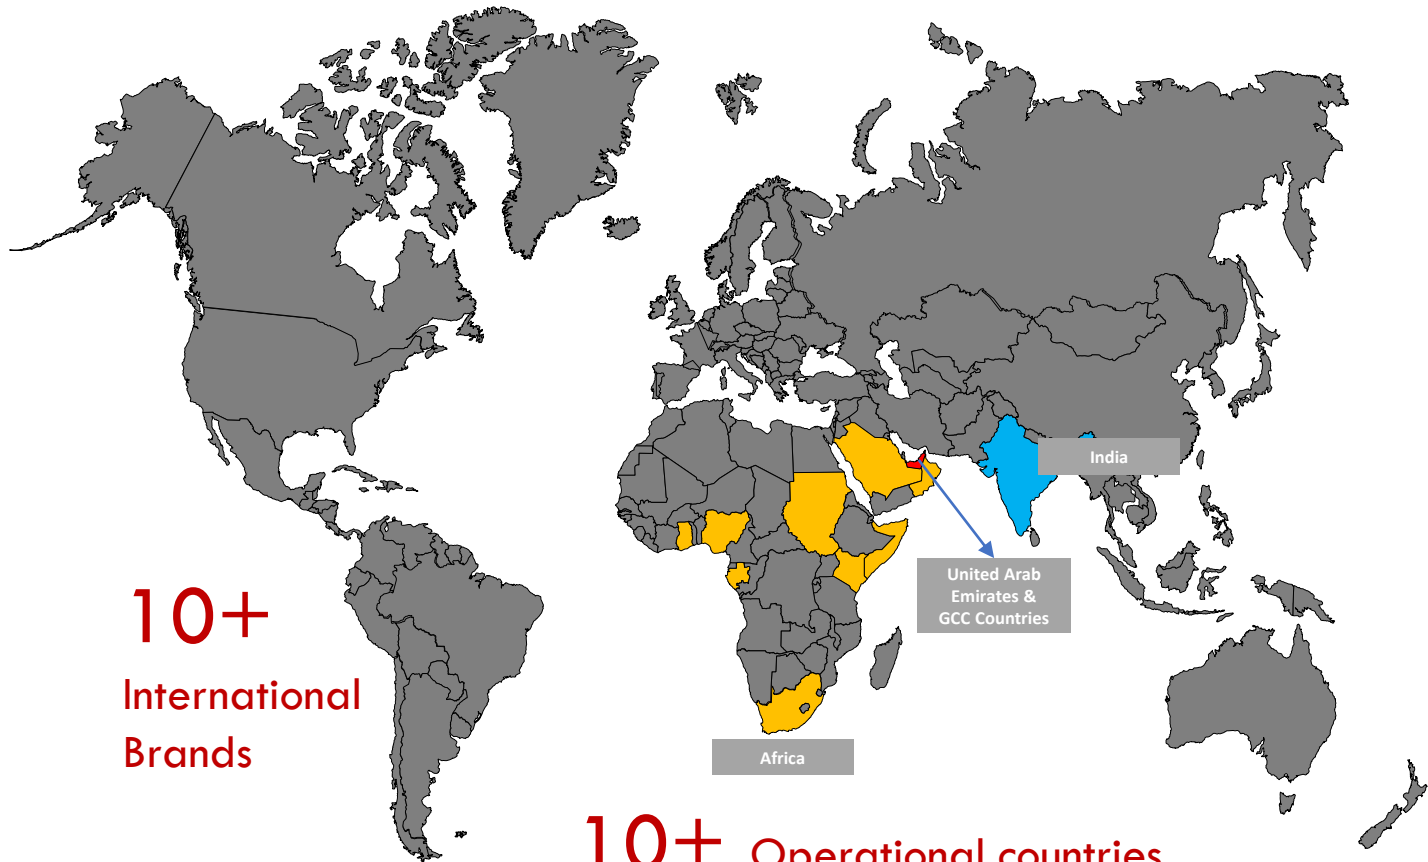 India
United Arab
Emirates &
GCC Countries
10+
International
Brands
Africa
10+ Operational countries